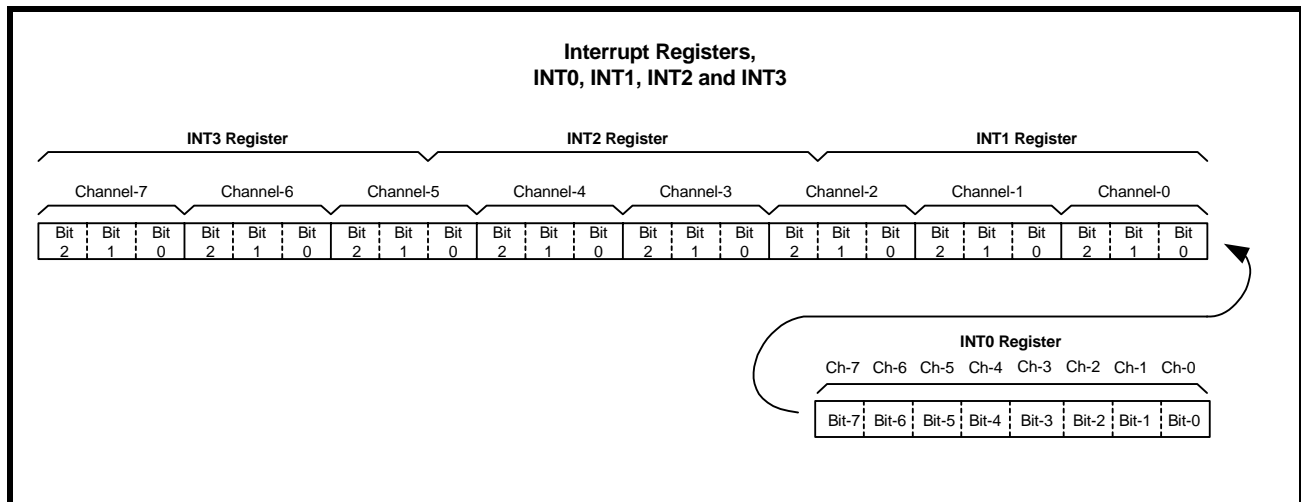 Interrupt Registers,
INT0, INT1, INT2 and INT3
INT3 Register INT2 Register INT1 Register
Channel-7 Channel-6 Channel-5 Channel-4 Channel-3 Channel-2 Channel-1 Channel-0
Bit Bit Bit Bit Bit Bit Bit Bit Bit Bit Bit Bit Bit Bit Bit Bit Bit Bit Bit Bit Bit Bit Bit Bit
2 1 0 2 1 0 2 1 0 2 1 0 2 1 0 2 1 0 2 1 0 2 1 0
INT0 Register
Ch-7 Ch-6 Ch-5 Ch-4 Ch-3 Ch-2 Ch-1 Ch-0
Bit-7 Bit-6 Bit-5 Bit-4 Bit-3 Bit-2 Bit-1 Bit-0